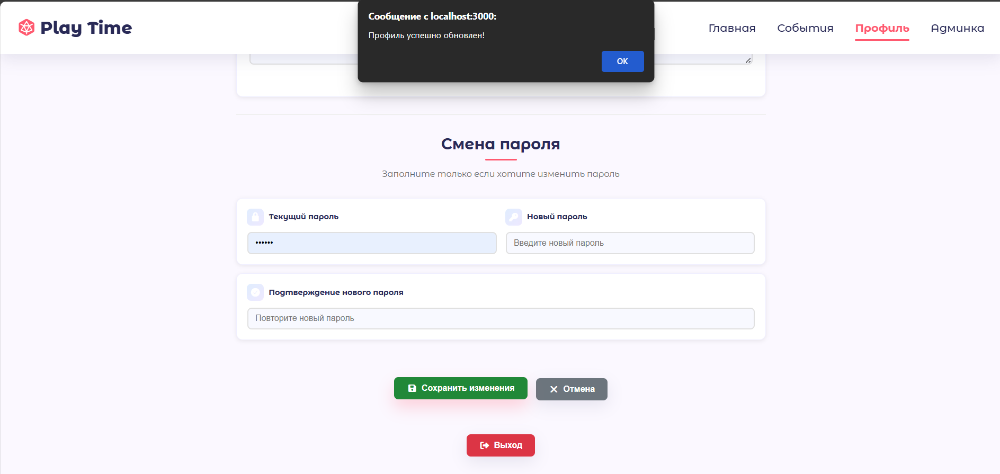 Сообщение с localhost:3000:
Профиль успешно обновлен!
OK
Play Time
Главная
События
Профиль
Админка
Смена пароля
Заполните только если хотите изменить пароль
Текущий пароль
Новый пароль
••••••
Введите новый пароль
Подтверждение нового пароля
Повторите новый пароль
Сохранить изменения
Отмена
Выход